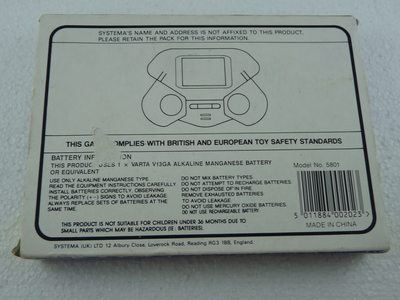 SYSTEMA'S NAME AND ADDRESS IS NOT AFFIXED TO THIS PRODUCT.
PLEASE RETAIN THE PACK FOR THIS INFORMATION.
THIS GA COMPLIES WITH BRITISH AND EUROPEAN TOY SAFETY STANDARDS
BATTERY INF
THIS PRODUCT USES 1 x VARTA V13GA ALKALINE MANGANESE BATTERY
OR EQUIVALENT
Model No. 5801
USE ONLY ALKALINE MANGANESE TYPE.
READ THE EQUIPMENT INSTRUCTIONS CAREFULLY
INSTALL BATTERIES CORRECTLY, OBSERVING
THE POLARITY (+ -) SIGNS TO AVOID LEAKAGE
ALWAYS REPLACE SETS OF BATTERIES AT THE
SAME TIME.
DO NOT MIX BATTERY TYPES
DO NOT ATTEMPT TO RECHARGE BATTERIES
DO NOT DISPOSE OF IN FIRE
REMOVE EXHAUSTED BATTERIES
TO AVOID LEAKAGE
DO NOT USE MERCURY OXIDE BATTERIES.
DO NOT USE RECHARGEABLE BATTERY
5 011884 002023 >
MADE IN CHINA
THIS PRODUCT IS NOT SUITABLE FOR CHILDREN UNDER 36 MONTHS DUE TO
SMALL PARTS WHICH MAY BE HAZARDOUS (IE : BATTERIES).
SYSTEMA (UK) LTD 12 Albury Close, Loverock Road, Reading RG3 1BB, England.